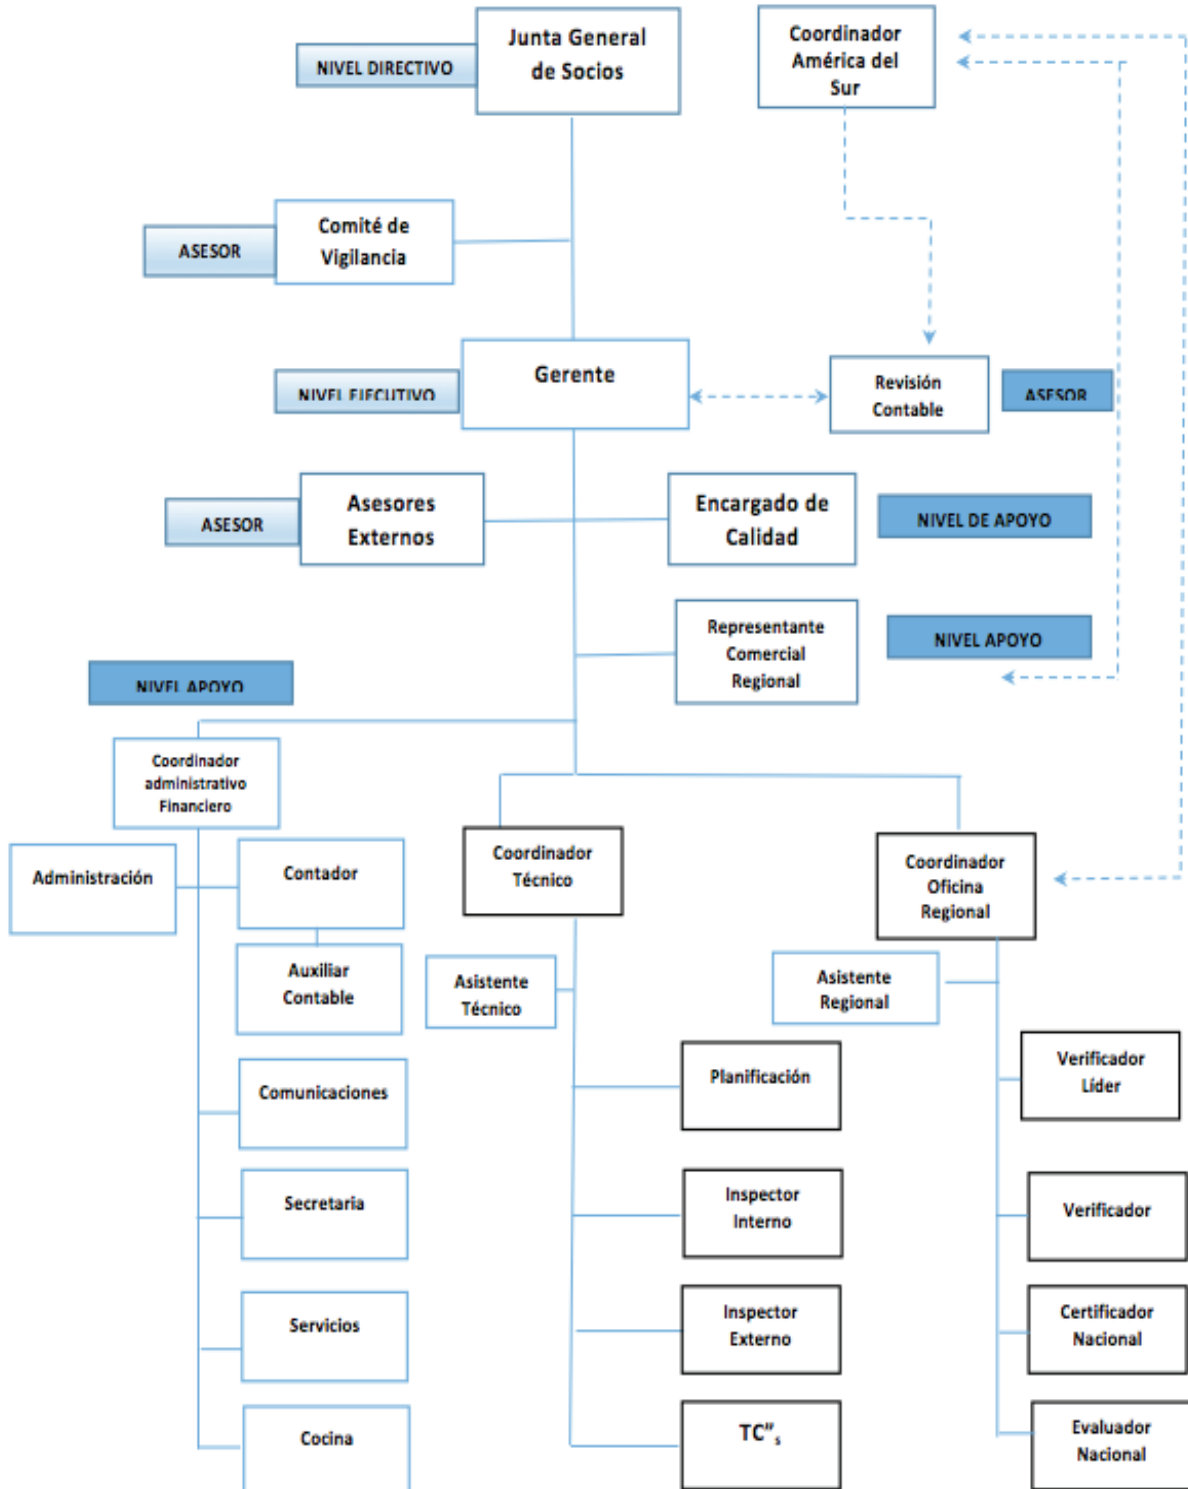 Junta General
de Socios
NIVEL DIRECTIVO
Coordinador
América del
Sur
Comité de
Vigilancia
ASESOR
Gerente
NIVEL EJECUTIVO
Revisión
Contable
ASESOR
Asesores
Externos
ASESOR
Encargado de
Calidad
NIVEL DE APOYO
Representante
Comercial
Regional
NIVEL APOYO
NIVEL APOYO
Coordinador
administrativo
Financiero
Administración
Contador
Auxiliar
Contable
Comunicaciones
Secretaria
Servicios
Cocina
Coordinador
Técnico
Asistente
Técnico
Planificación
Inspector
Interno
Inspector
Externo
TC”s
Coordinador
Oficina
Regional
Asistente
Regional
Verificador
Líder
Verificador
Certificador
Nacional
Evaluador
Nacional